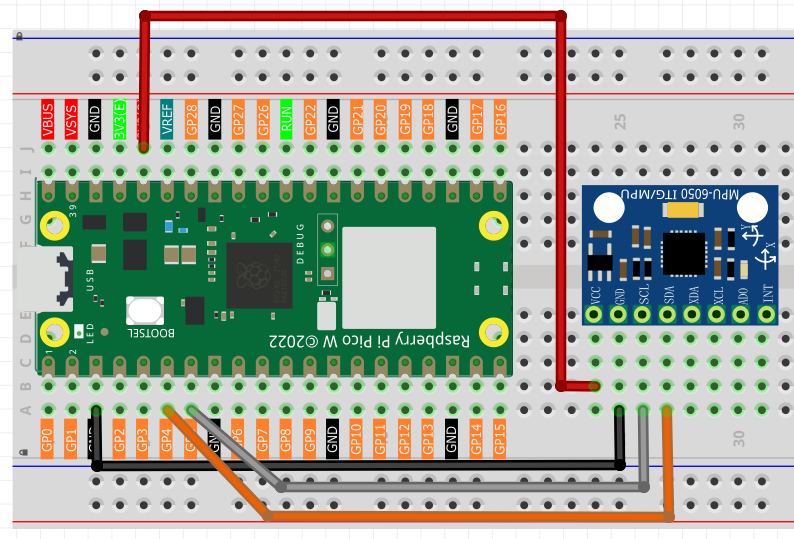 VBUS VSYS GND 3V3(E) VREF GP28 GND GP27 GP26 RUN GP22 GND GP21 GP20 GP19 GP18 GND GP17 GP16
25 30
J
I
H
G
F
E
D
C
B
A
39
USB
DEBUG
BOOTSEL
LED
1 2
Raspberry Pi Pico W ©2022
MPU-6050 ITG/MPU
Y
X
VCC GND SCL SDA XDA XCL AD0 INT
GP0 GP1 GND GP2 GP3 GP4 GND GP6 GP7 GP8 GP9 GND GP10 GP11 GP12 GP13 GND GP14 GP15
30